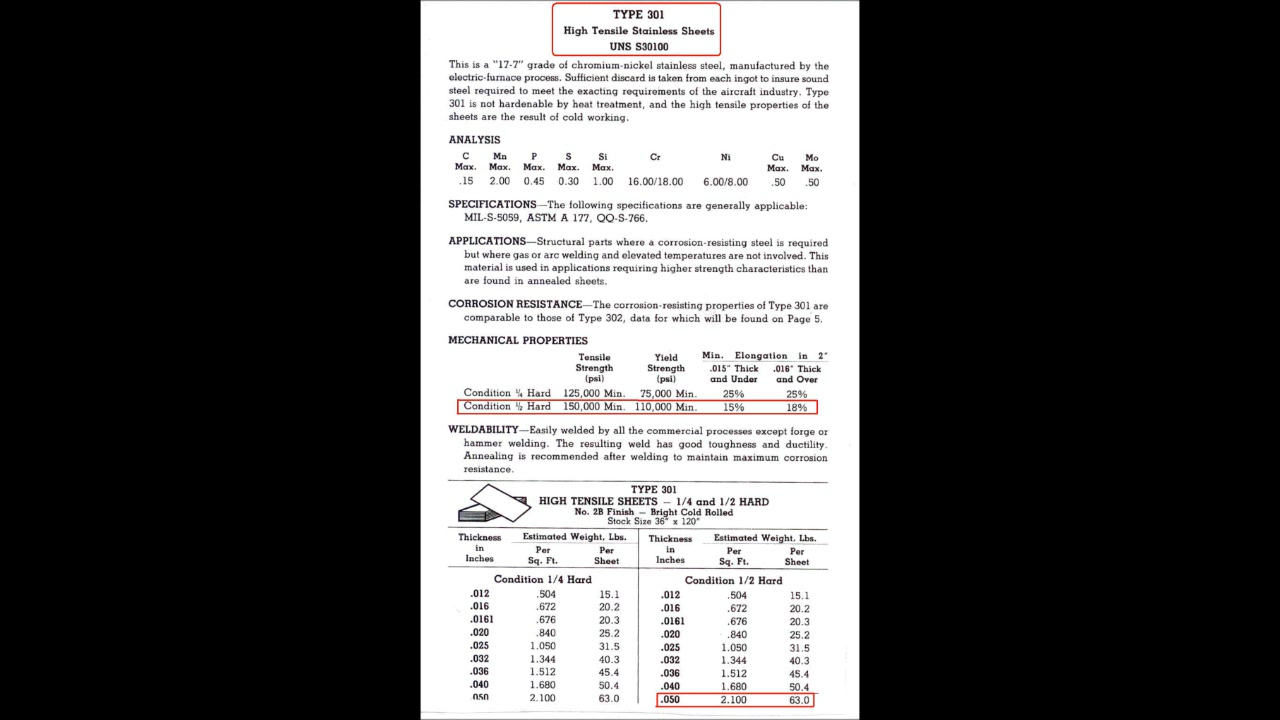 TYPE 301
High Tensile Stainless Sheets
UNS S30100
This is a "17-7" grade of chromium-nickel stainless steel, manufactured by the
electric-furnace process. Sufficient discard is taken from each ingot to insure sound
steel required to meet the exacting requirements of the aircraft industry. Type
301 is not hardenable by heat treatment, and the high tensile properties of the
sheets are the result of cold working.
ANALYSIS
C Mn P S Si Cr Ni Cu Mo
Max. Max. Max. Max. Max. Max. Max.
.15 2.00 0.45 0.30 1.00 16.00/18.00 6.00/8.00 .50 .50
SPECIFICATIONS—The following specifications are generally applicable:
MIL-S-5059, ASTM A 177, QQ-S-766.
APPLICATIONS—Structural parts where a corrosion-resisting steel is required
but where gas or arc welding and elevated temperatures are not involved. This
material is used in applications requiring higher strength characteristics than
are found in annealed sheets.
CORROSION RESISTANCE—The corrosion-resisting properties of Type 301 are
comparable to those of Type 302, data for which will be found on Page 5.
MECHANICAL PROPERTIES
Tensile Yield Min. Elongation in 2"
Strength Strength .015" Thick .016" Thick
(psi) (psi) and Under and Over
Condition ¼ Hard 125,000 Min. 75,000 Min. 25% 25%
Condition ½ Hard 150,000 Min. 110,000 Min. 15% 18%
WELDABILITY—Easily welded by all the commercial processes except forge or
hammer welding. The resulting weld has good toughness and ductility.
Annealing is recommended after welding to maintain maximum corrosion
resistance.
TYPE 301
HIGH TENSILE SHEETS — 1/4 and 1/2 HARD
No. 2B Finish — Bright Cold Rolled
Stock Size 36" x 120"
Thickness Estimated Weight, Lbs. Thickness Estimated Weight, Lbs.
in Per Per in Per Per
Inches Sq. Ft. Sheet Inches Sq. Ft. Sheet
Condition 1/4 Hard Condition 1/2 Hard
.012 .504 15.1 .012 .504 15.1
.016 .672 20.2 .016 .672 20.2
.0161 .676 20.3 .0161 .676 20.3
.020 .840 25.2 .020 .840 25.2
.025 1.050 31.5 .025 1.050 31.5
.032 1.344 40.3 .032 1.344 40.3
.036 1.512 45.4 .036 1.512 45.4
.040 1.680 50.4 .040 1.680 50.4
.050 2.100 63.0 .050 2.100 63.0